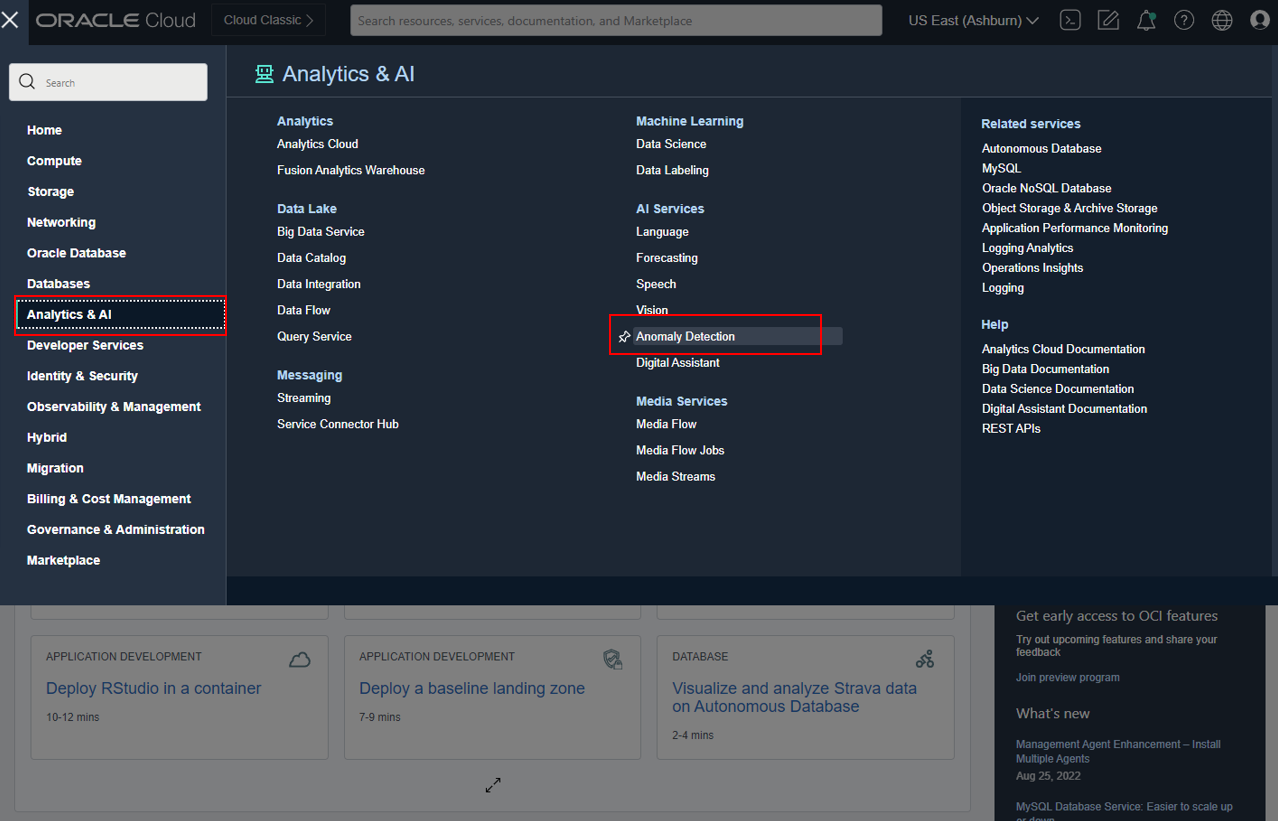 ORACLE Cloud
Cloud Classic
Search resources, services, documentation, and Marketplace
US East (Ashburn)
Search
Home
Compute
Storage
Networking
Oracle Database
Databases
Analytics & AI
Developer Services
Identity & Security
Observability & Management
Hybrid
Migration
Billing & Cost Management
Governance & Administration
Marketplace
Analytics & AI
Analytics
Analytics Cloud
Fusion Analytics Warehouse
Data Lake
Big Data Service
Data Catalog
Data Integration
Data Flow
Query Service
Messaging
Streaming
Service Connector Hub
Machine Learning
Data Science
Data Labeling
AI Services
Language
Forecasting
Speech
Vision
Anomaly Detection
Digital Assistant
Media Services
Media Flow
Media Flow Jobs
Media Streams
Related services
Autonomous Database
MySQL
Oracle NoSQL Database
Object Storage & Archive Storage
Application Performance Monitoring
Logging Analytics
Operations Insights
Logging
Help
Analytics Cloud Documentation
Big Data Documentation
Data Science Documentation
Digital Assistant Documentation
REST APIs
APPLICATION DEVELOPMENT
Deploy RStudio in a container
10-12 mins
APPLICATION DEVELOPMENT
Deploy a baseline landing zone
7-9 mins
DATABASE
Visualize and analyze Strava data
on Autonomous Database
2-4 mins
Get early access to OCI features
Try out upcoming features and share your
feedback
Join preview program
What's new
Management Agent Enhancement – Install
Multiple Agents
Aug 25, 2022
MySQL Database Service: Easier to scale up
or down